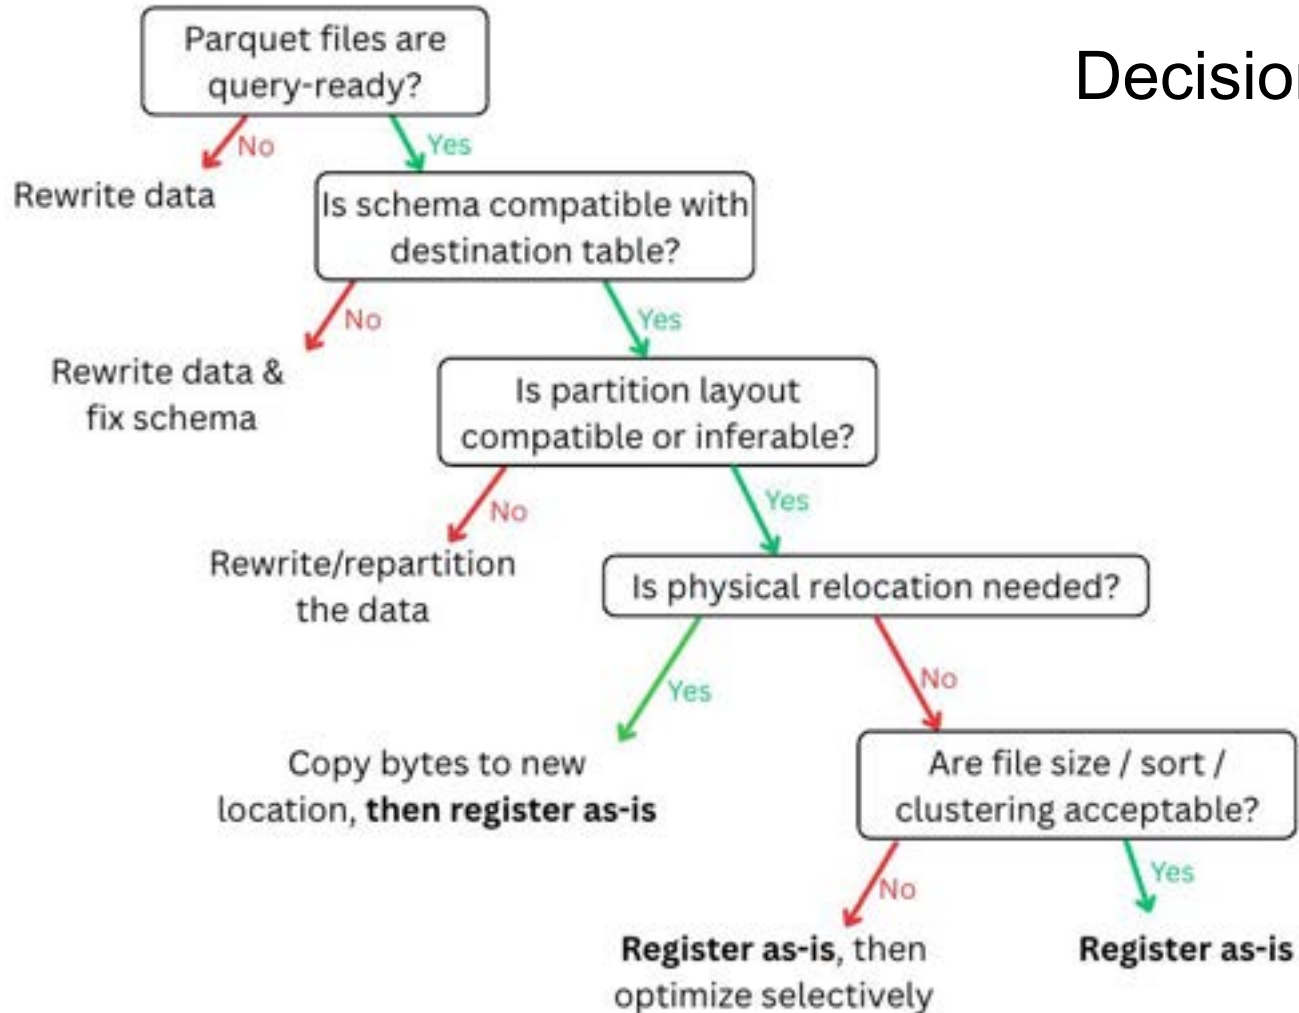 Parquet files are
query-ready?
Decision
No
Yes
Rewrite data
Is schema compatible with
destination table?
No
Yes
Rewrite data &
fix schema
Is partition layout
compatible or inferable?
No
Yes
Rewrite/repartition
the data
Is physical relocation needed?
Yes
No
Copy bytes to new
location, then register as-is
Are file size / sort /
clustering acceptable?
No
Yes
Register as-is, then
optimize selectively
Register as-is